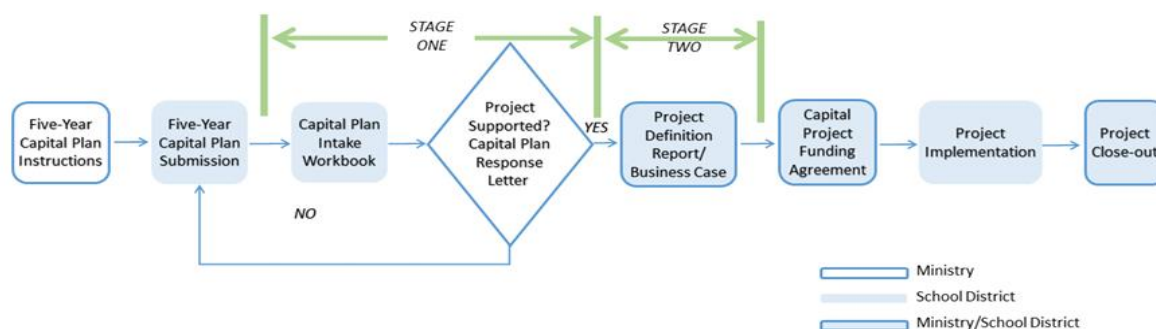 STAGE
ONE
STAGE
TWO
Five-Year
Capital Plan
Instructions
Five-Year
Capital Plan
Submission
Capital Plan
Intake
Workbook
Project
Supported?
Capital Plan
Response
Letter
YES
Project
Definition
Report/
Business Case
Capital
Project
Funding
Agreement
Project
Implementation
Project
Close-out
NO
Ministry
School District
Ministry/School District